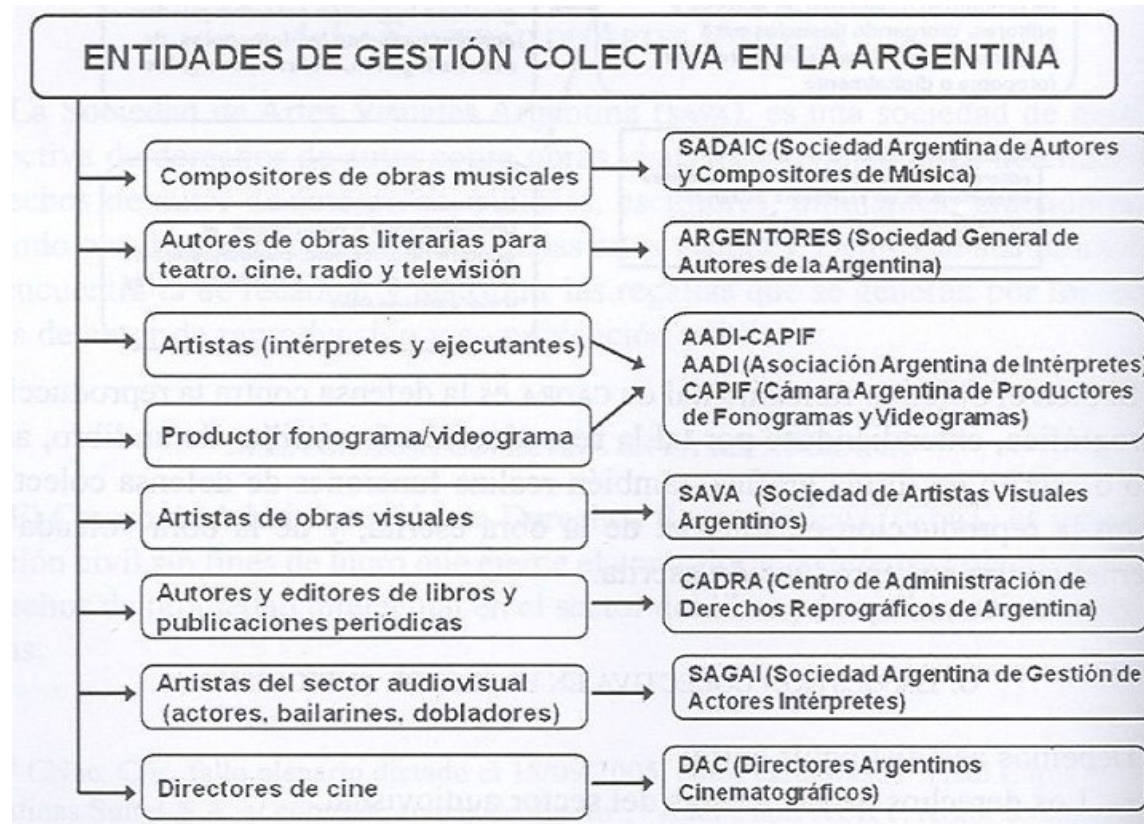 ENTIDADES DE GESTIÓN COLECTIVA EN LA ARGENTINA
Compositores de obras musicales
SADAIC (Sociedad Argentina de Autores
y Compositores de Música)
Autores de obras literarias para
teatro, cine, radio y televisión
ARGENTORES (Sociedad General de
Autores de la Argentina)
Artistas (intérpretes y ejecutantes)
Productor fonograma/videograma
AADI-CAPIF
AADI (Asociación Argentina de Intérpretes)
CAPIF (Cámara Argentina de Productores
de Fonogramas y Videogramas)
Artistas de obras visuales
SAVA (Sociedad de Artistas Visuales
Argentinos)
Autores y editores de libros y
publicaciones periódicas
CADRA (Centro de Administración de
Derechos Reprográficos de Argentina)
Artistas del sector audiovisual
(actores, bailarines, dobladores)
SAGAI (Sociedad Argentina de Gestión de
Actores Intérpretes)
Directores de cine
DAC (Directores Argentinos
Cinematográficos)